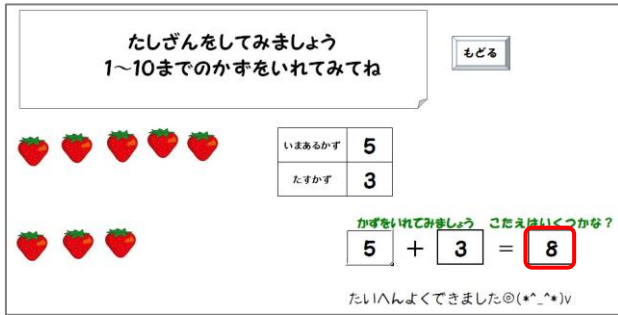 たしざんをしてみましょう
1～10までのかずをいれてみてね
もどる
いまあるかず 5
たすかず 3
かずをいれてみましょう こたえはいくつかな？
5 + 3 = 8
たいへんよくできました◎(*^_^*)v